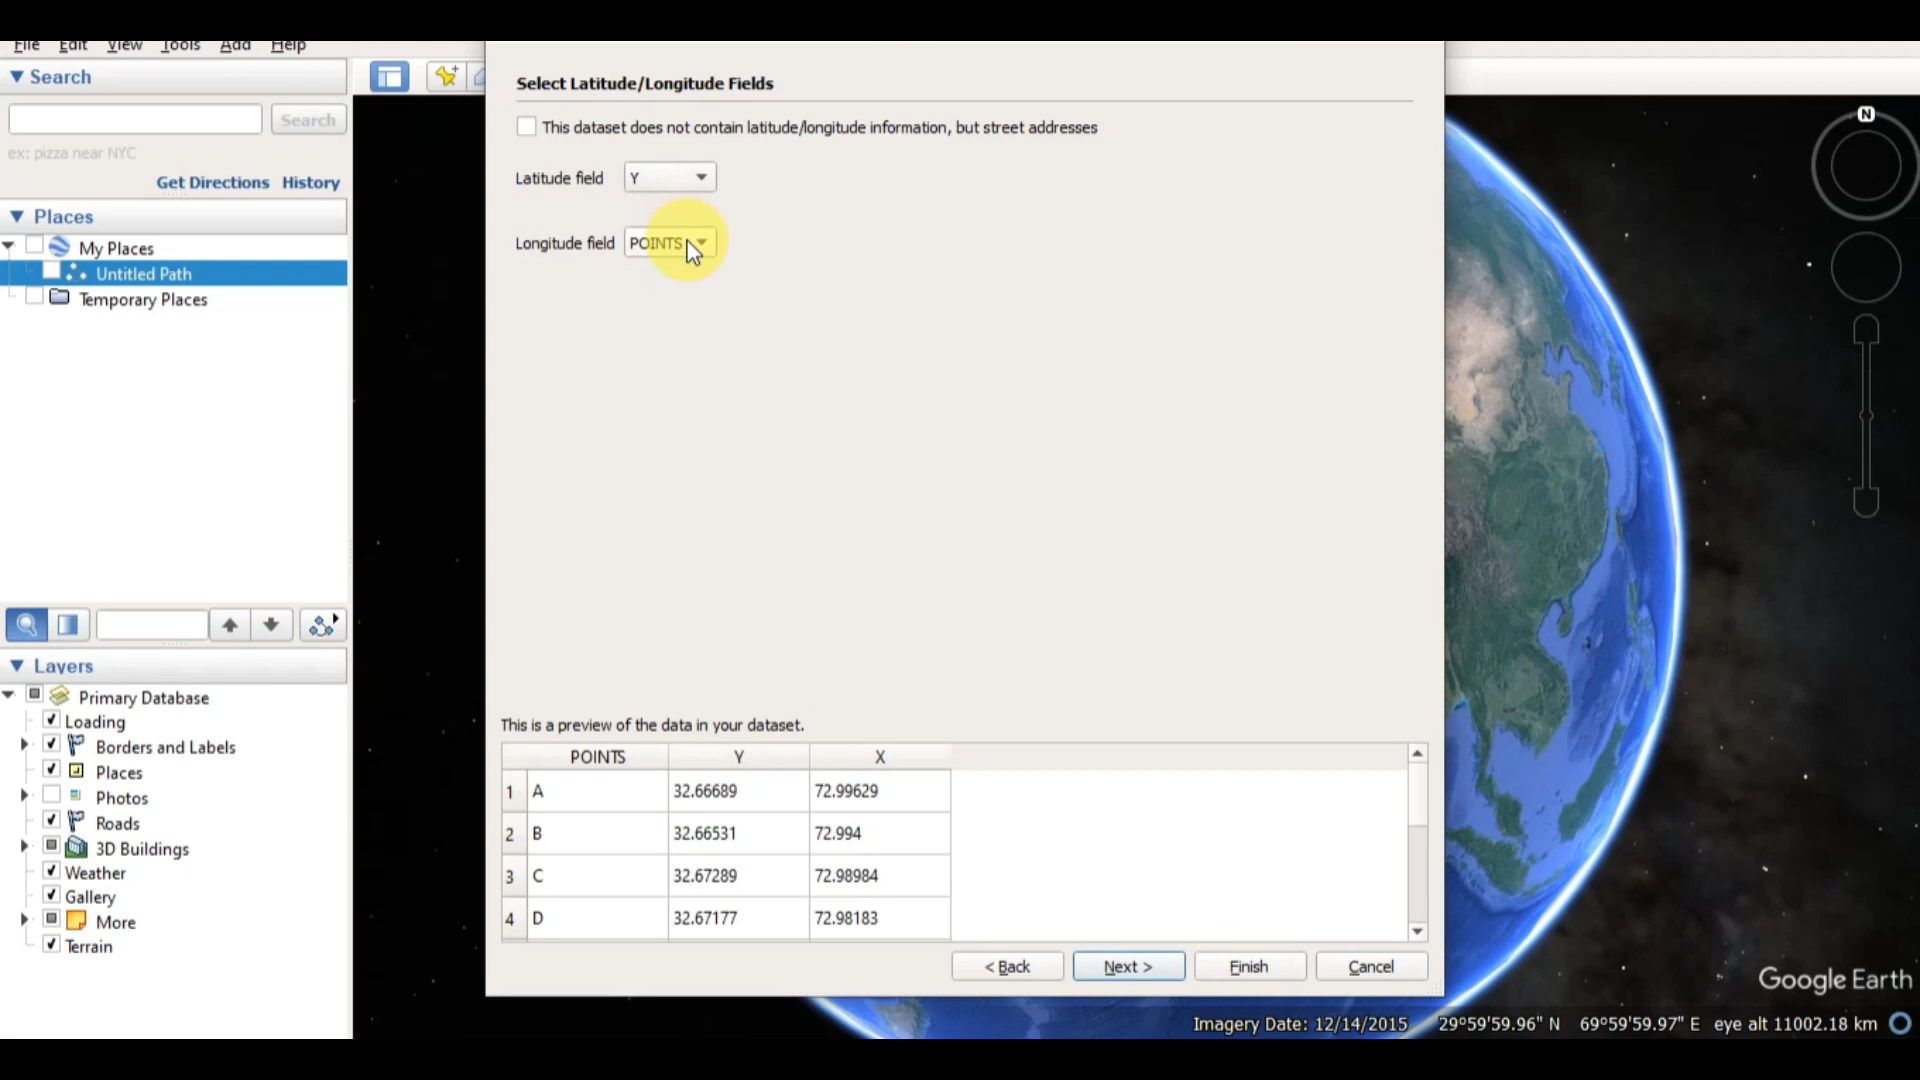 File Edit View Tools Add Help
Search
Search
ex: pizza near NYC
Get Directions History
Places
My Places
Untitled Path
Temporary Places
Layers
Primary Database
Loading
Borders and Labels
Places
Photos
Roads
3D Buildings
Weather
Gallery
More
Terrain
Select Latitude/Longitude Fields
This dataset does not contain latitude/longitude information, but street addresses
Latitude field Y
Longitude field POINTS
This is a preview of the data in your dataset.
POINTS Y X
1 A 32.66689 72.99629
2 B 32.66531 72.994
3 C 32.67289 72.98984
4 D 32.67177 72.98183
< Back Next > Finish Cancel
N
Google Earth
Imagery Date: 12/14/2015 29°59'59.96" N 69°59'59.97" E eye alt 11002.18 km